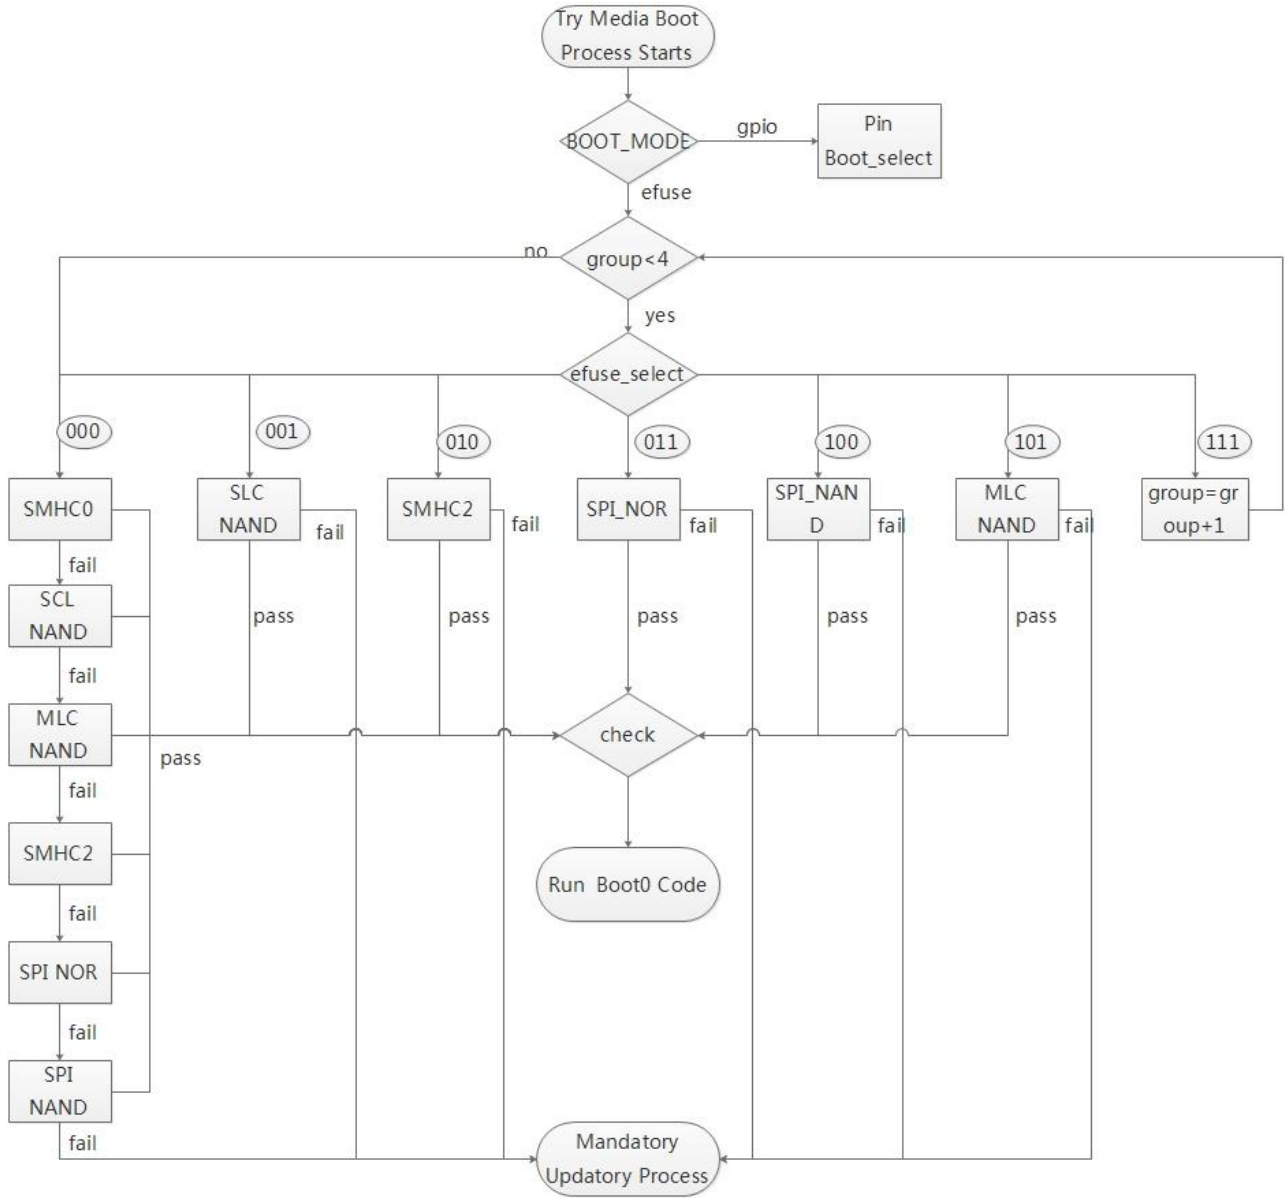 Try Media Boot
Process Starts
BOOT_MODE
gpio
Pin
Boot_select
efuse
no
group<4
yes
efuse_select
000
001
010
011
100
101
111
SMHC0
SLC
NAND
SMHC2
SPI_NOR
SPI_NAN
D
MLC
NAND
group=gr
oup+1
fail
fail
fail
fail
fail
fail
SCL
NAND
pass
pass
pass
pass
pass
fail
MLC
NAND
check
pass
fail
SMHC2
Run  Boot0 Code
fail
SPI NOR
fail
SPI
NAND
fail
Mandatory
Updatory Process